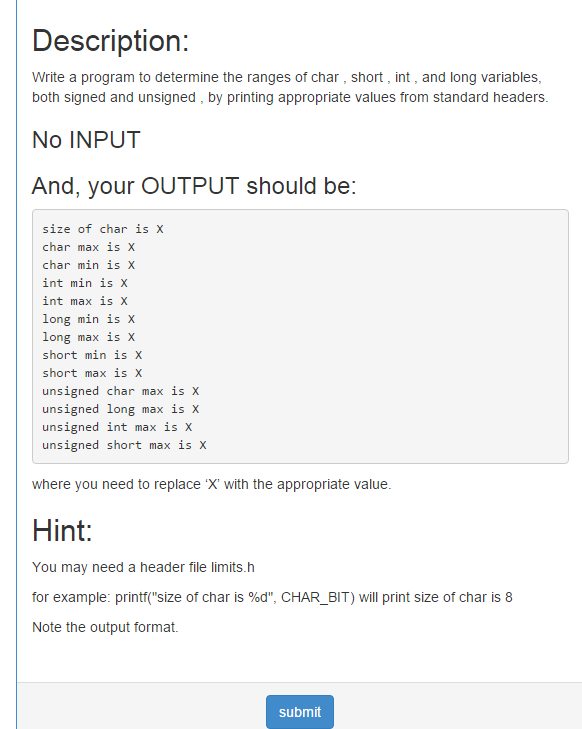 Description:
Write a program to determine the ranges of char , short , int , and long variables,
both signed and unsigned , by printing appropriate values from standard headers.
No INPUT
And, your OUTPUT should be:
size of char is X
char max is X
char min is X
int min is X
int max is X
long min is X
long max is X
short min is X
short max is X
unsigned char max is X
unsigned long max is X
unsigned int max is X
unsigned short max is X
where you need to replace ‘X’ with the appropriate value.
Hint:
You may need a header file limits.h
for example: printf("size of char is %d", CHAR_BIT) will print size of char is 8
Note the output format.
submit